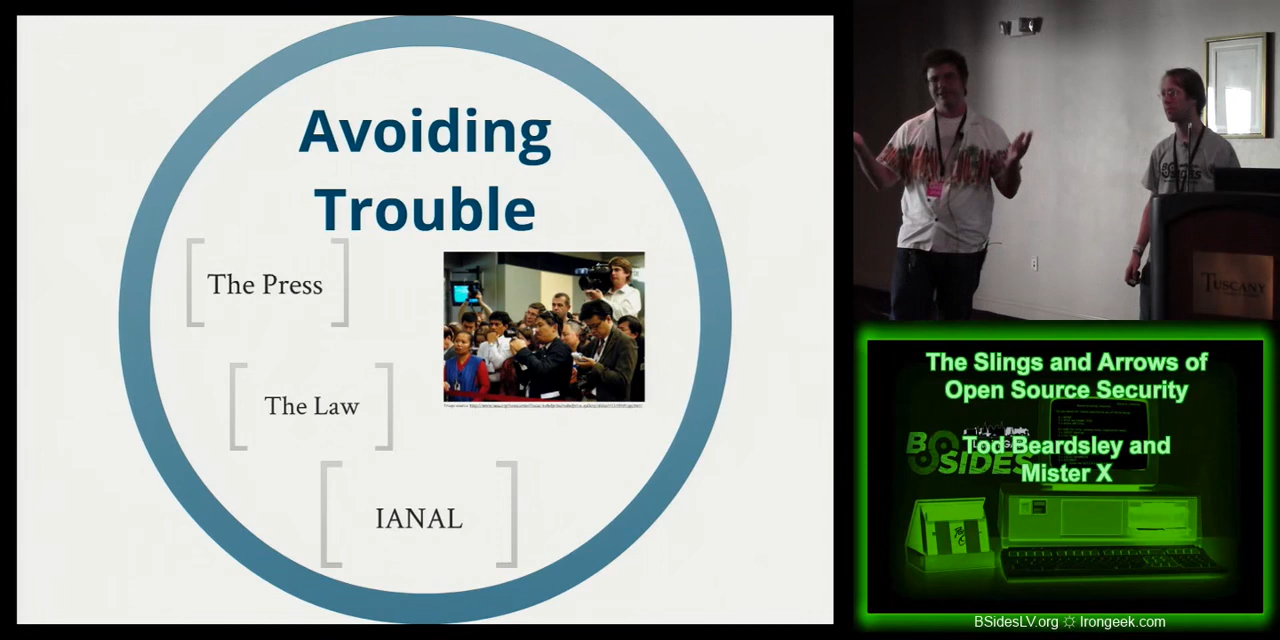 Avoiding
Trouble
The Press
The Law
IANAL
BSIDES
TUSCANY
The Slings and Arrows of
Open Source Security
BSIDES
Tod Beardsley and
Mister X
BSidesLV.org ☼ Irongeek.com